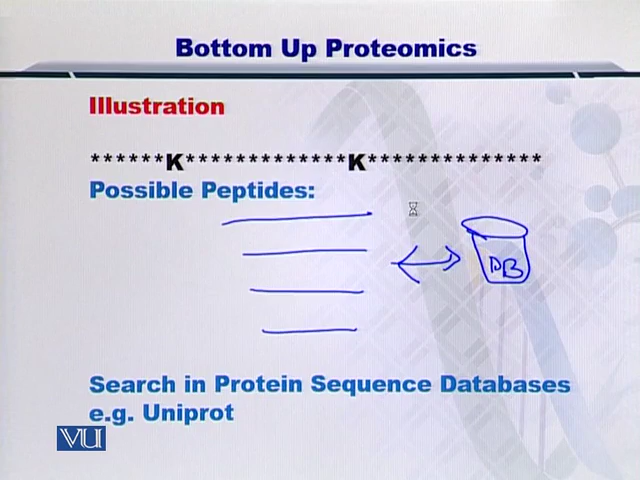 Bottom Up Proteomics
Illustration
******K*************K**************
Possible Peptides:
DB
Search in Protein Sequence Databases
e.g. Uniprot
VU